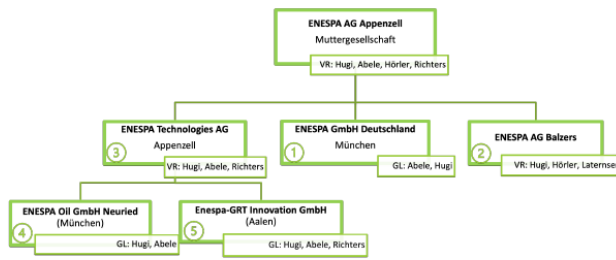 ENESPA AG Appenzell
Muttergesellschaft
VR: Hugi, Abele, Hörler, Richters
ENESPA Technologies AG
Appenzell
3
VR: Hugi, Abele, Richters
ENESPA GmbH Deutschland
München
1
GL: Abele, Hugi
ENESPA AG Balzers
2
VR: Hugi, Hörler, Laternser
ENESPA Oil GmbH Neuried
(München)
4
GL: Hugi, Abele
Enespa-GRT Innovation GmbH
(Aalen)
5
GL: Hugi, Abele, Richters